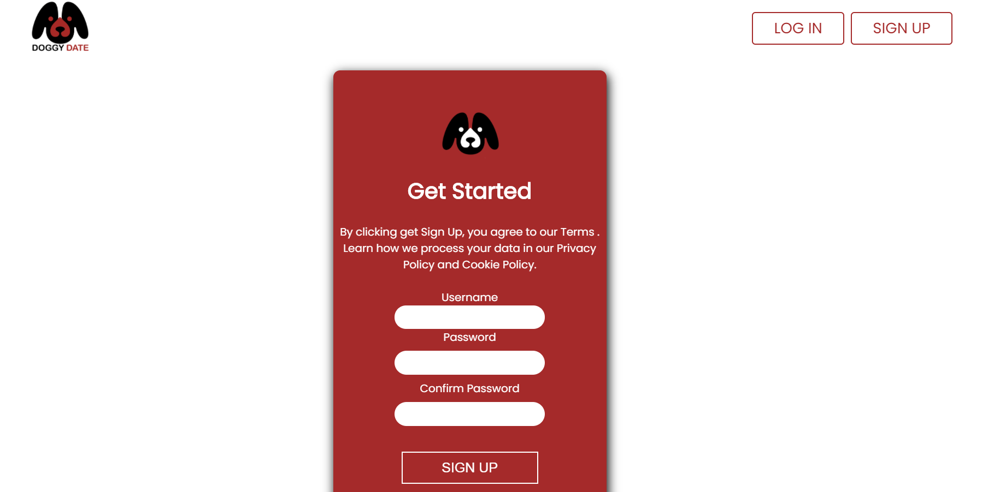 DOGGY DATE
LOG IN
SIGN UP
Get Started
By clicking get Sign Up, you agree to our Terms .
Learn how we process your data in our Privacy
Policy and Cookie Policy.
Username
Password
Confirm Password
SIGN UP